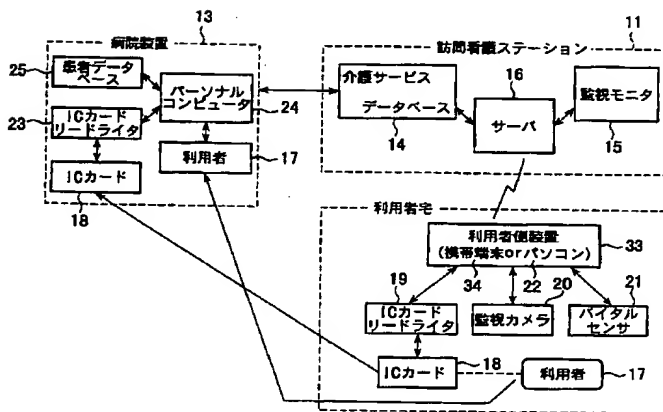 病院装置
13
25
患者データ
ベース
パーソナル
コンピュータ
24
23
ICカード
リードライタ
ICカード
18
利用者
17
訪問看護ステーション
11
介護サービス
データベース
14
16
サーバ
監視モニタ
15
利用者宅
利用者側装置
(携帯端末orパソコン)
33
34
22
19
ICカード
リードライタ
20
監視カメラ
21
バイタル
センサ
ICカード
18
利用者
17